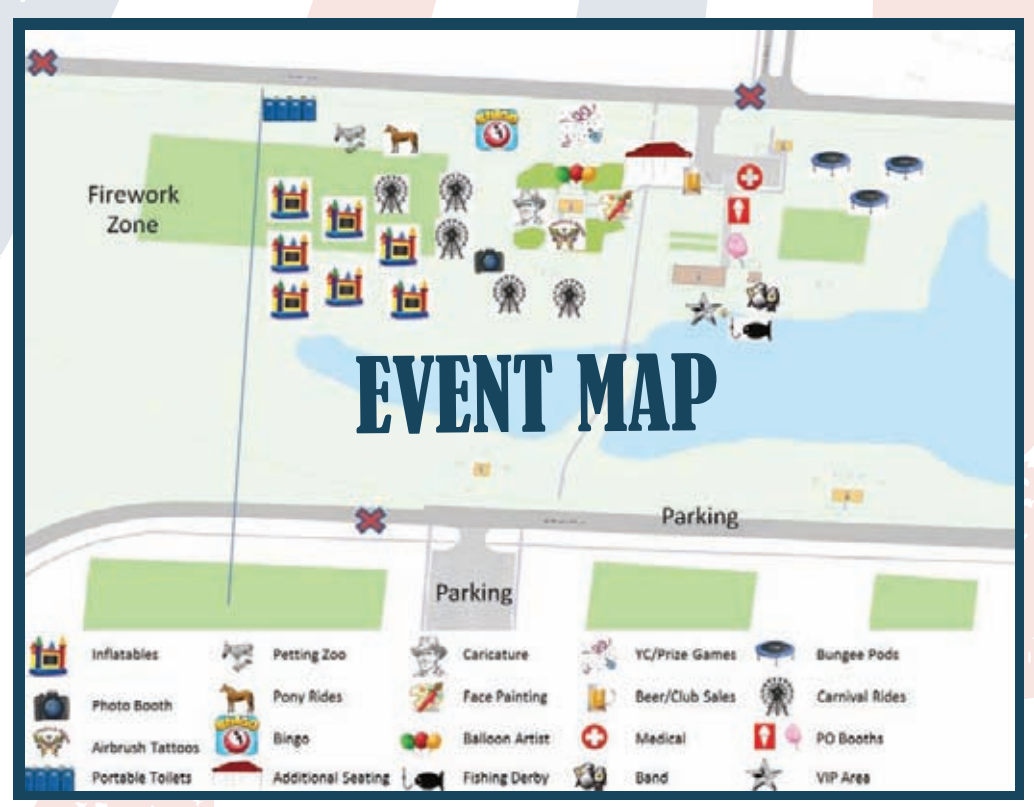 BINGO
Firework
Zone
EVENT MAP
Parking
Parking
Inflatables
Petting Zoo
Caricature
YC/Prize Games
Bungee Pods
Photo Booth
Pony Rides
Face Painting
Beer/Club Sales
Carnival Rides
Airbrush Tattoos
BINGO
Bingo
Balloon Artist
Medical
PO Booths
Portable Toilets
Additional Seating
Fishing Derby
Band
VIP Area